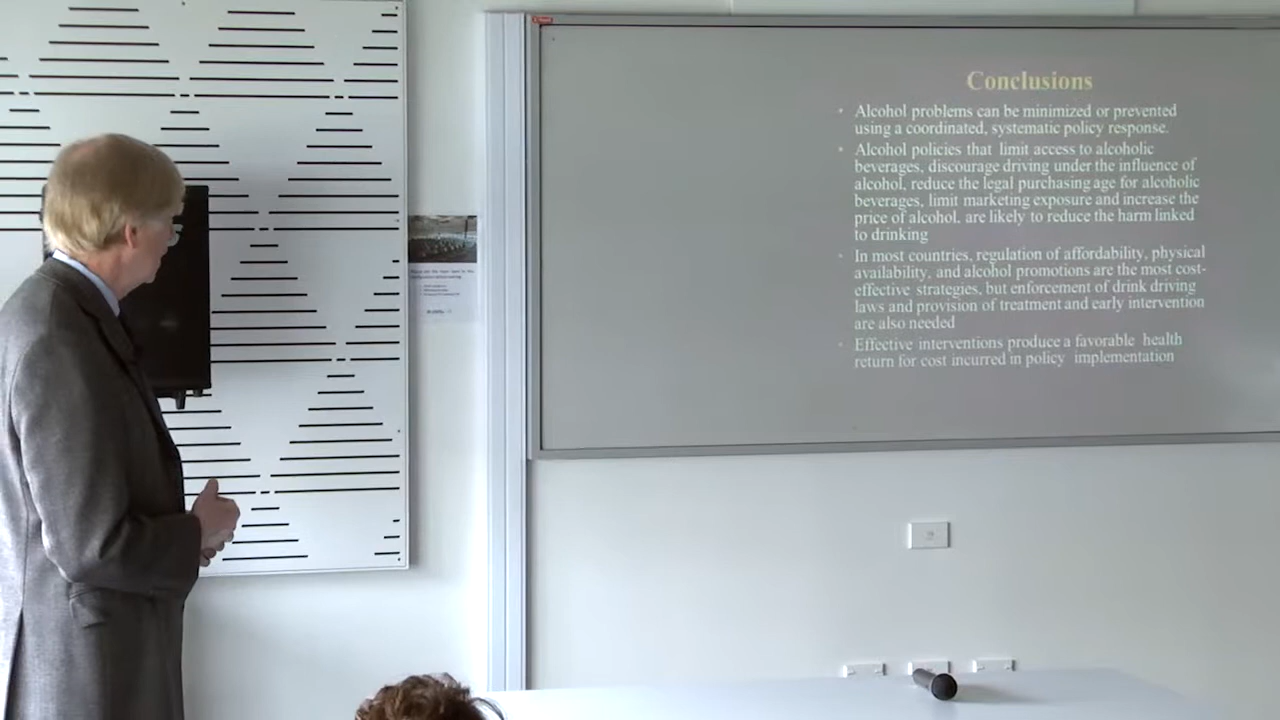 Conclusions
• Alcohol problems can be minimized or prevented
using a coordinated, systematic policy response.
• Alcohol policies that limit access to alcoholic
beverages, discourage driving under the influence of
alcohol, reduce the legal purchasing age for alcoholic
beverages, limit marketing exposure and increase the
price of alcohol, are likely to reduce the harm linked
to drinking
• In most countries, regulation of affordability, physical
availability, and alcohol promotions are the most cost-
effective strategies, but enforcement of drink driving
laws and provision of treatment and early intervention
are also needed
• Effective interventions produce a favorable health
return for cost incurred in policy implementation